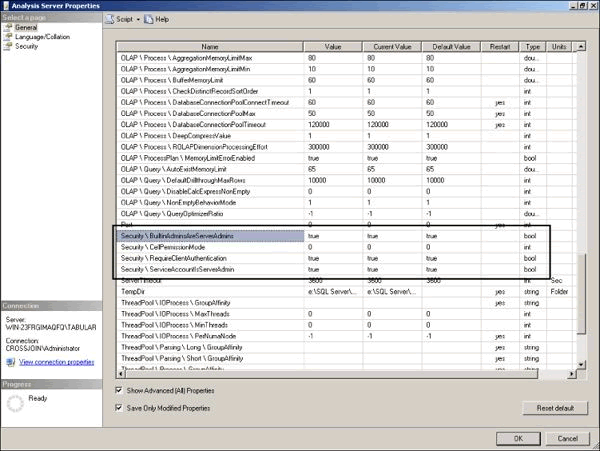 Analysis Server Properties
Select a page
General
Language/Collation
Security
Script
Help
Name Value Current Value Default Value Restart Type Units
OLAP \ Process \ AggregationMemoryLimitMax 80 80 80 dou...
OLAP \ Process \ AggregationMemoryLimitMin 10 10 10 dou...
OLAP \ Process \ BufferMemoryLimit 60 60 60 dou...
OLAP \ Process \ CheckDistinctRecordSortOrder 1 1 1 int
OLAP \ Process \ DatabaseConnectionPoolConnectTimeout 60 60 60 yes int
OLAP \ Process \ DatabaseConnectionPoolMax 50 50 50 yes int
OLAP \ Process \ DatabaseConnectionPoolTimeout 120000 120000 120000 yes int
OLAP \ Process \ DeepCompressValue 1 1 1 int
OLAP \ Process \ ROLAPDimensionProcessingEffort 300000 300000 300000 int
OLAP \ ProcessPlan \ MemoryLimitErrorEnabled true true true bool
OLAP \ Query \ AutoExistMemoryLimit 65 65 65 dou...
OLAP \ Query \ DefaultDrillthroughMaxRows 10000 10000 10000 int
OLAP \ Query \ DisableCalcExpressNonEmpty 0 0 0 int
OLAP \ Query \ NonEmptyBehaviorMode 1 1 1 int
OLAP \ Query \ QueryOptimizerRatio -1 -1 -1 dou...
Port 0 0 0 yes int
Security \ BuiltinAdminsAreServerAdmins true true true bool
Security \ CellPermissionMode 0 0 0 int
Security \ RequireClientAuthentication true true true bool
Security \ ServiceAccountIsServerAdmin true true true bool
ServerTimeout 3600 3600 3600 int Sec
TempDir e:\SQL Server\... e:\SQL Server\... yes string Folder
ThreadPool \ IOProcess \ GroupAffinity yes string
ThreadPool \ IOProcess \ MaxThreads 0 0 0 int
ThreadPool \ IOProcess \ MinThreads 0 0 0 int
ThreadPool \ IOProcess \ PerNumaNode -1 -1 -1 yes int
ThreadPool \ Parsing \ Long \ GroupAffinity yes string
ThreadPool \ Parsing \ Short \ GroupAffinity yes string
ThreadPool \ Process \ GroupAffinity yes string
Connection
Server:
WIN-23FRGIMAQFQ\TABULAR
Connection:
CROSSJOIN\Administrator
View connection properties
Progress
Ready
Show Advanced (All) Properties
Save Only Modified Properties
Reset default
OK
Cancel